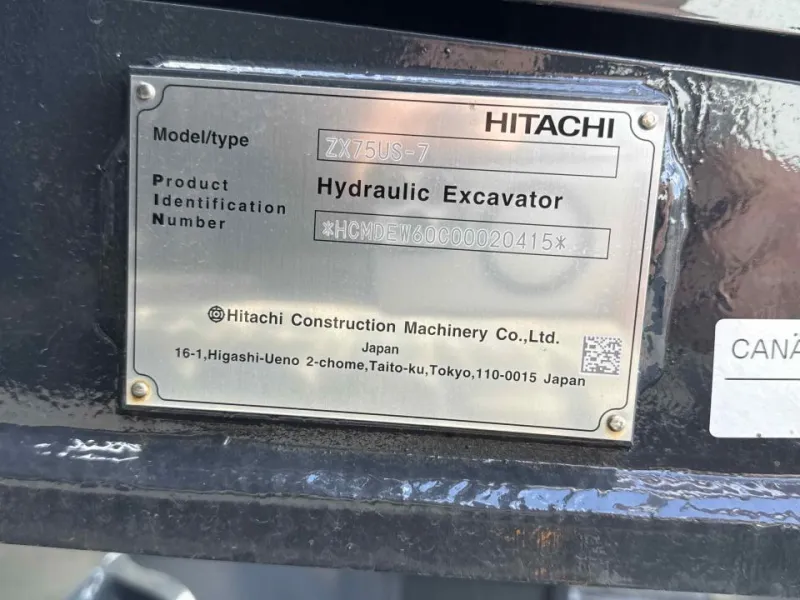 HITACHI
Model/type ZX75US-7
Hydraulic Excavator
Product
Identification
Number
*HCMDEW60C00020415*
Hitachi Construction Machinery Co.,Ltd.
Japan
16-1,Higashi-Ueno 2-chome,Taito-ku,Tokyo,110-0015 Japan
CANA